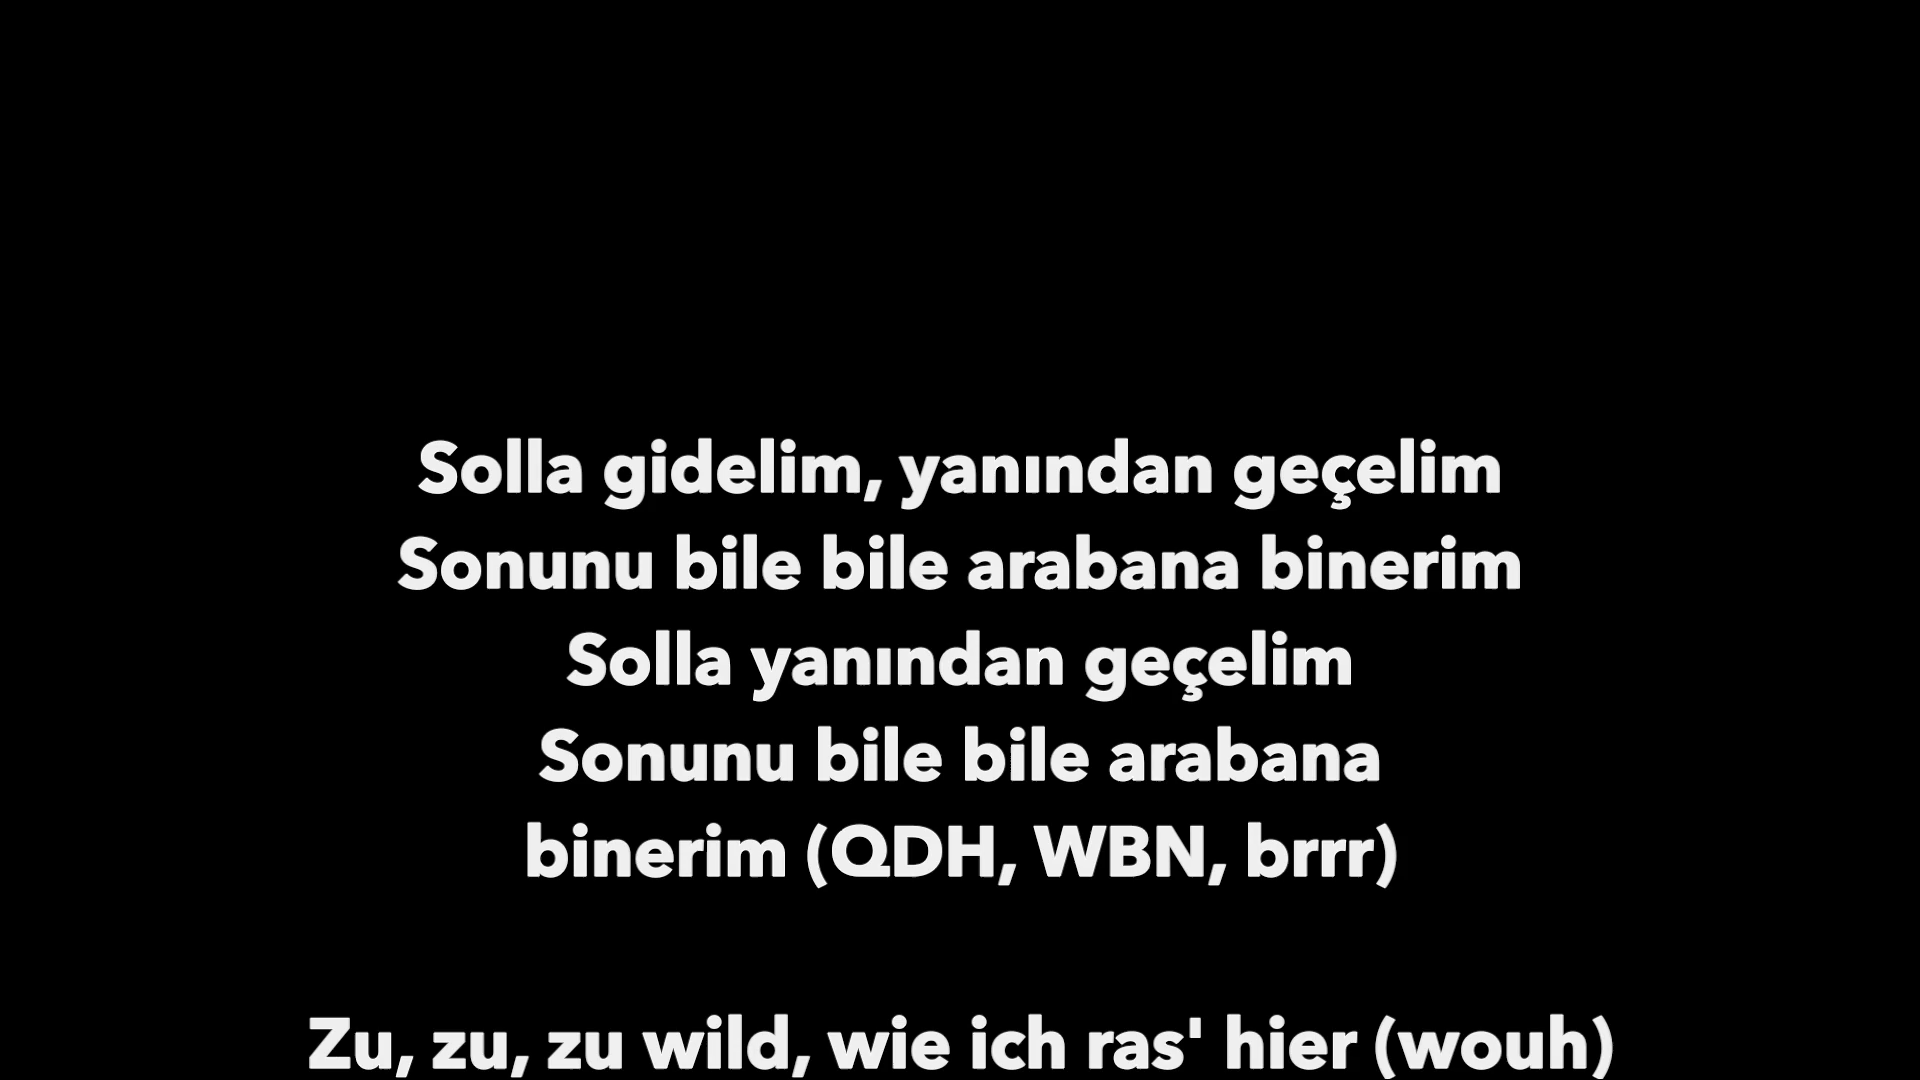 Solla gidelim, yanından geçelim
Sonunu bile bile arabana binerim
Solla yanından geçelim
Sonunu bile bile arabana
binerim (QDH, WBN, brrr)
Zu, zu, zu wild, wie ich ras' hier (wouh)